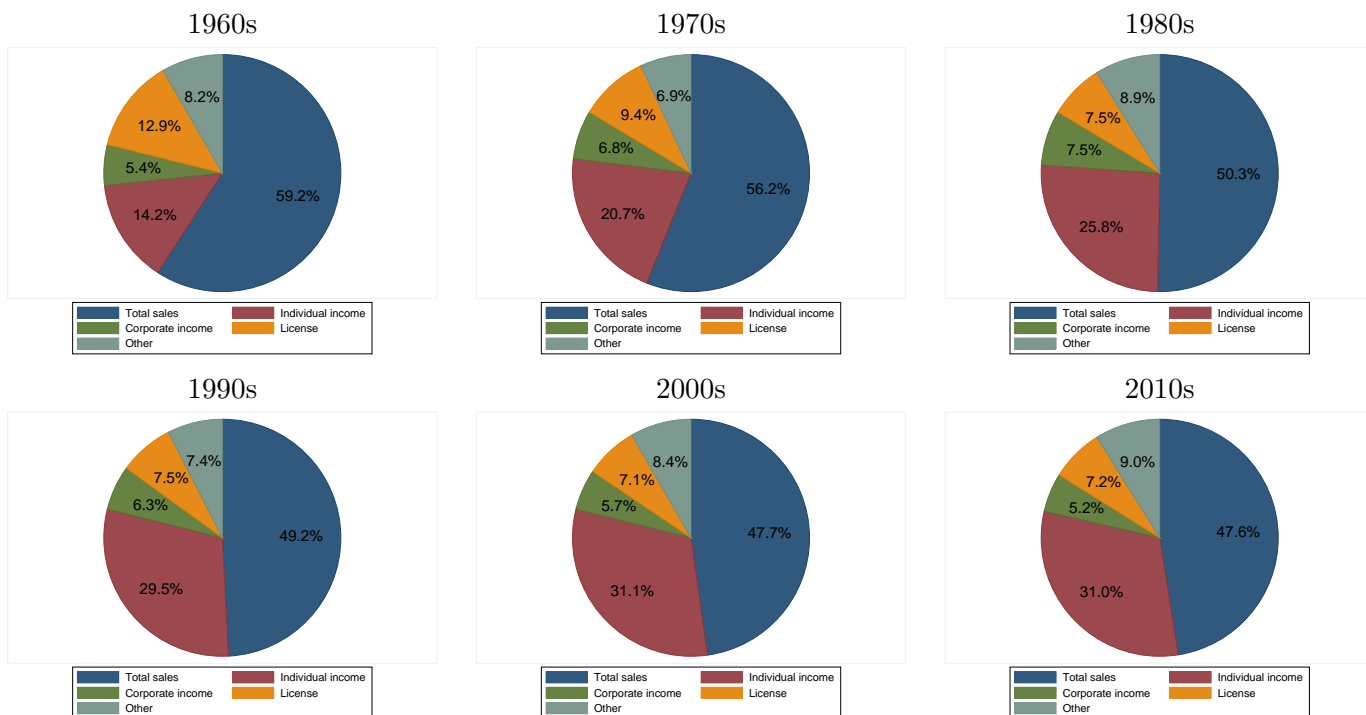 1960s
8.2%
12.9%
5.4%
59.2%
14.2%
Total sales Individual income
Corporate income License
Other
1970s
6.9%
9.4%
6.8%
56.2%
20.7%
Total sales Individual income
Corporate income License
Other
1980s
8.9%
7.5%
7.5%
50.3%
25.8%
Total sales Individual income
Corporate income License
Other
1990s
7.4%
7.5%
6.3%
49.2%
29.5%
Total sales Individual income
Corporate income License
Other
2000s
8.4%
7.1%
5.7%
47.7%
31.1%
Total sales Individual income
Corporate income License
Other
2010s
9.0%
7.2%
5.2%
47.6%
31.0%
Total sales Individual income
Corporate income License
Other